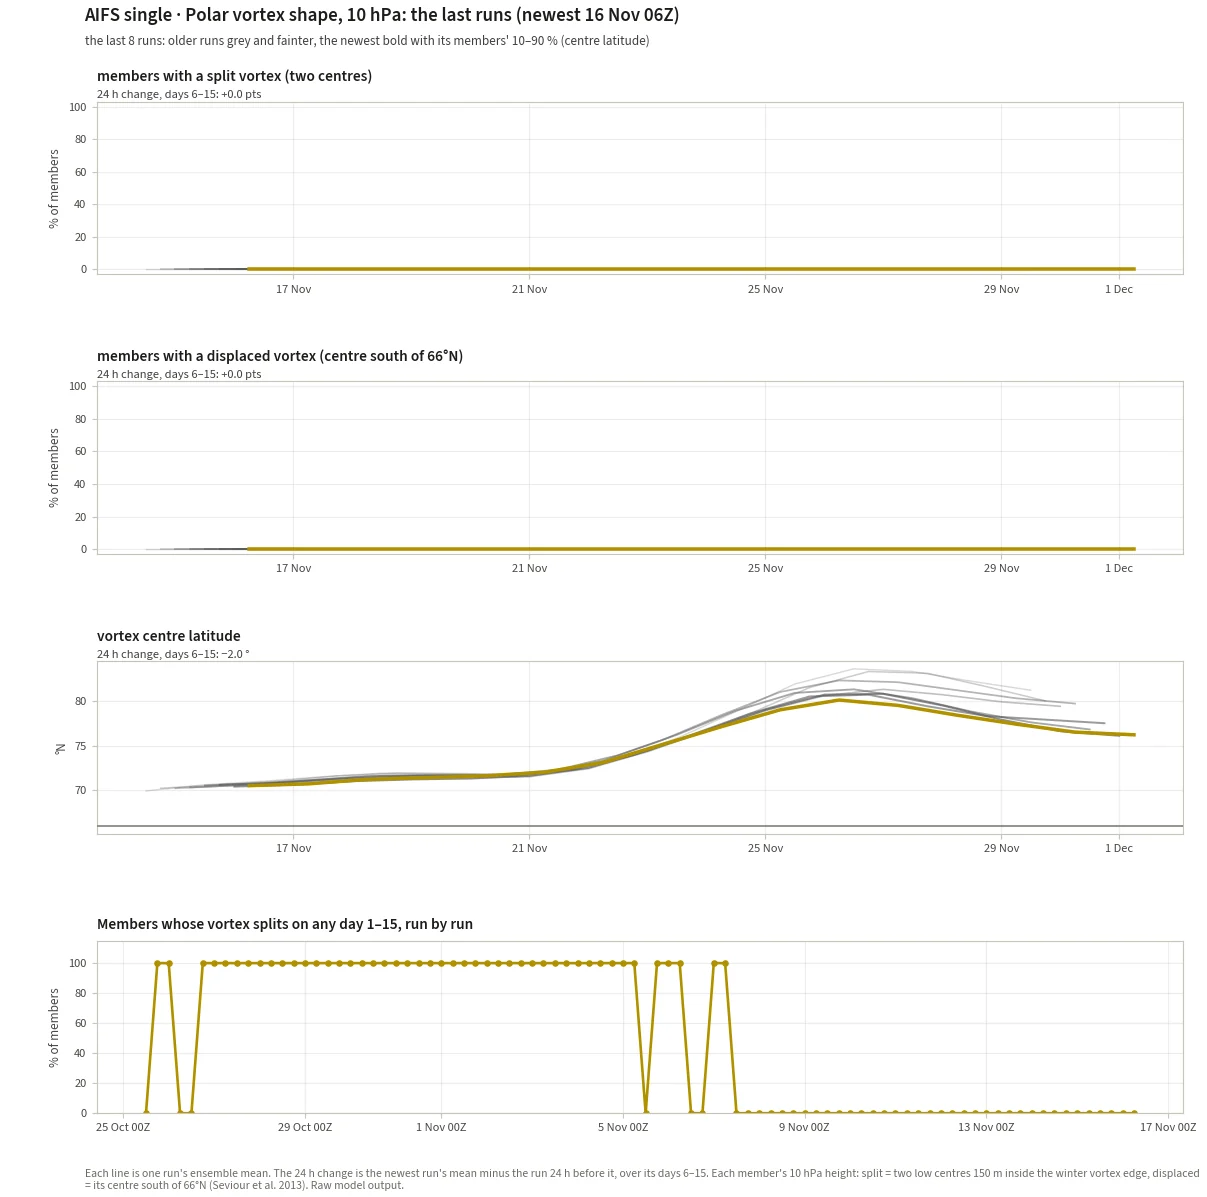 AIFS single · Polar vortex shape, 10 hPa: the last runs (newest 16 Nov 06Z)
the last 8 runs: older runs grey and fainter, the newest bold with its members' 10–90 % (centre latitude)
members with a split vortex (two centres)
24 h change, days 6–15: +0.0 pts
100
80
60
40
20
0
% of members
17 Nov 21 Nov 25 Nov 29 Nov 1 Dec
members with a displaced vortex (centre south of 66°N)
24 h change, days 6–15: +0.0 pts
100
80
60
40
20
0
% of members
17 Nov 21 Nov 25 Nov 29 Nov 1 Dec
vortex centre latitude
24 h change, days 6–15: −2.0 °
80
75
70
°N
17 Nov 21 Nov 25 Nov 29 Nov 1 Dec
Members whose vortex splits on any day 1–15, run by run
100
80
60
40
20
0
% of members
25 Oct 00Z 29 Oct 00Z 1 Nov 00Z 5 Nov 00Z 9 Nov 00Z 13 Nov 00Z 17 Nov 00Z
Each line is one run's ensemble mean. The 24 h change is the newest run's mean minus the run 24 h before it, over its days 6–15. Each member's 10 hPa height: split = two low centres 150 m inside the winter vortex edge, displaced
= its centre south of 66°N (Seviour et al. 2013). Raw model output.